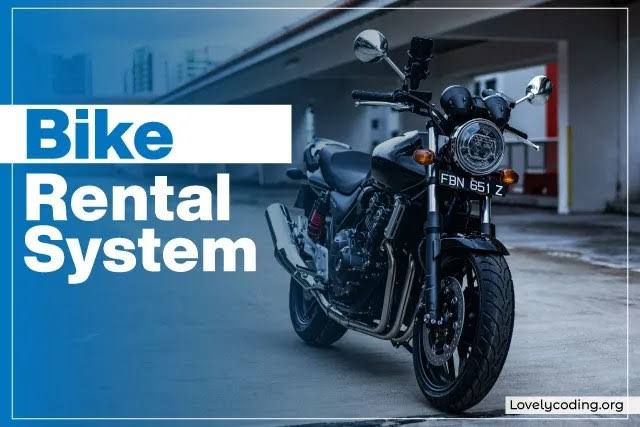 Bike
Rental
System
FBN 651 Z
Lovelycoding.org